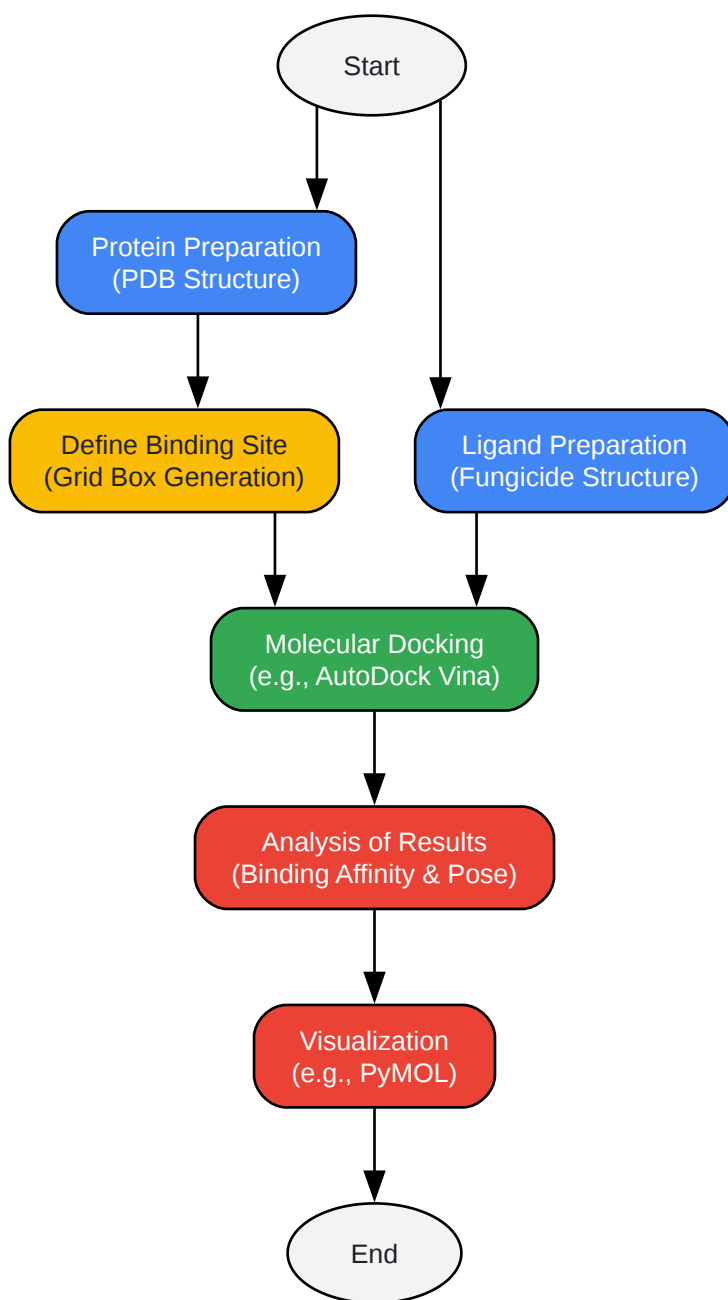 Start
Protein Preparation
(PDB Structure)
Define Binding Site
(Grid Box Generation)
Ligand Preparation
(Fungicide Structure)
Molecular Docking
(e.g., AutoDock Vina)
Analysis of Results
(Binding Affinity & Pose)
Visualization
(e.g., PyMOL)
End